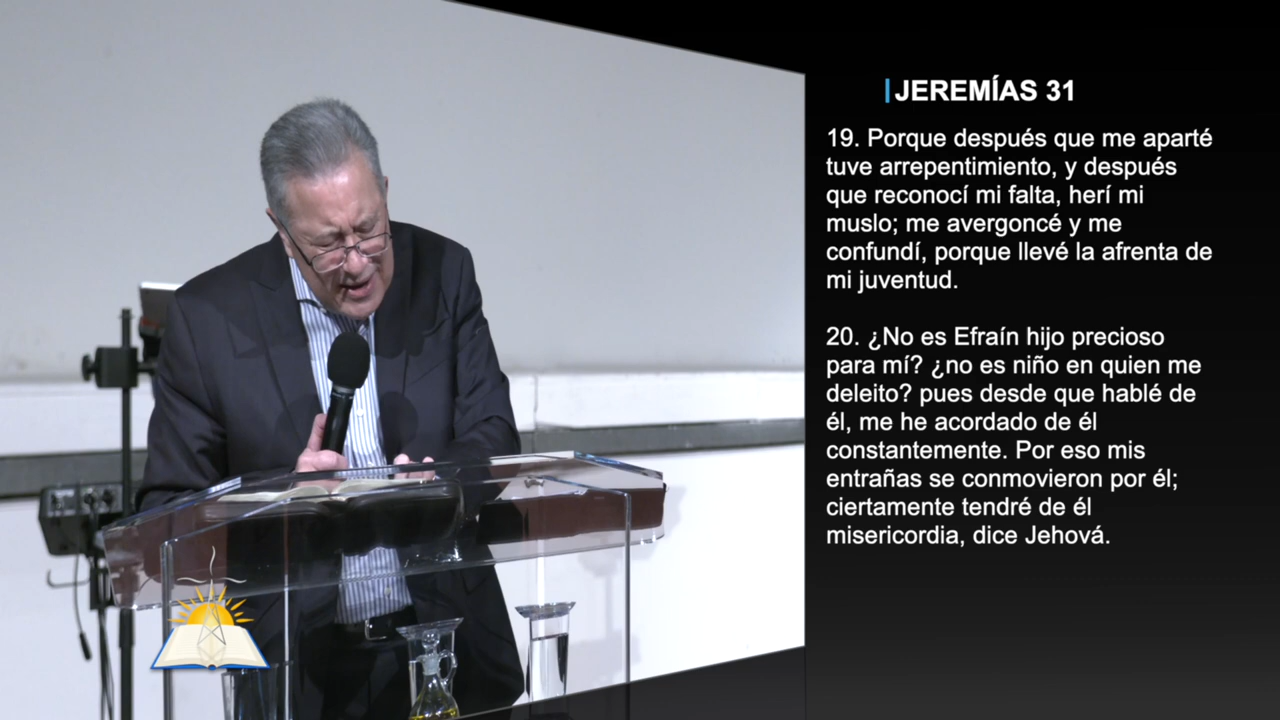 JEREMÍAS 31
19. Porque después que me aparté
tuve arrepentimiento, y después
que reconocí mi falta, herí mi
muslo; me avergoncé y me
confundí, porque llevé la afrenta de
mi juventud.
20. ¿No es Efraín hijo precioso
para mí? ¿no es niño en quien me
deleito? pues desde que hablé de
él, me he acordado de él
constantemente. Por eso mis
entrañas se conmovieron por él;
ciertamente tendré de él
misericordia, dice Jehová.